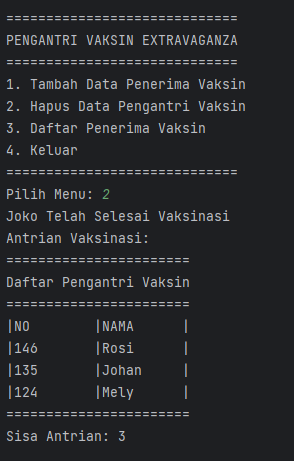 =============================
PENGANTRI VAKSIN EXTRAVAGANZA
=============================
1. Tambah Data Penerima Vaksin
2. Hapus Data Pengantri Vaksin
3. Daftar Penerima Vaksin
4. Keluar
=============================
Pilih Menu: 2
Joko Telah Selesai Vaksinasi
Antrian Vaksinasi:
=======================
Daftar Pengantri Vaksin
=======================
|NO        |NAMA      |
|146       |Rosi      |
|135       |Johan     |
|124       |Mely      |
=======================
Sisa Antrian: 3